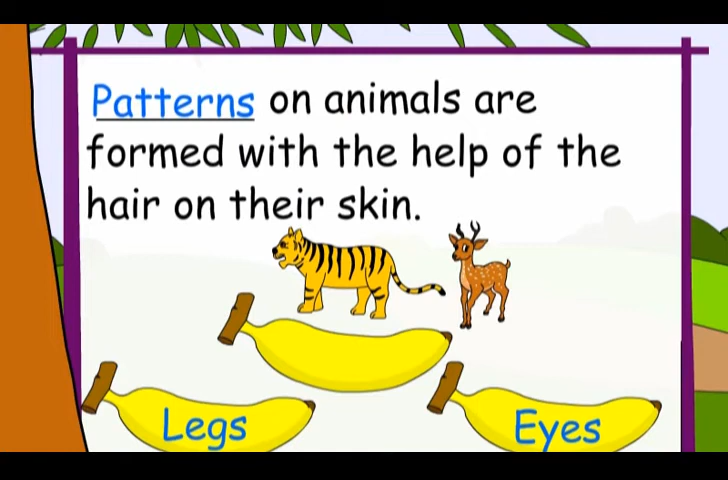 Patterns on animals are
formed with the help of the
hair on their skin.
Legs
Eyes